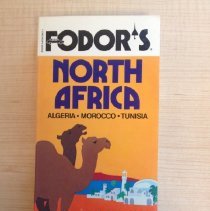 FODOR'S
NORTH
AFRICA
ALGERIA • MOROCCO • TUNISIA